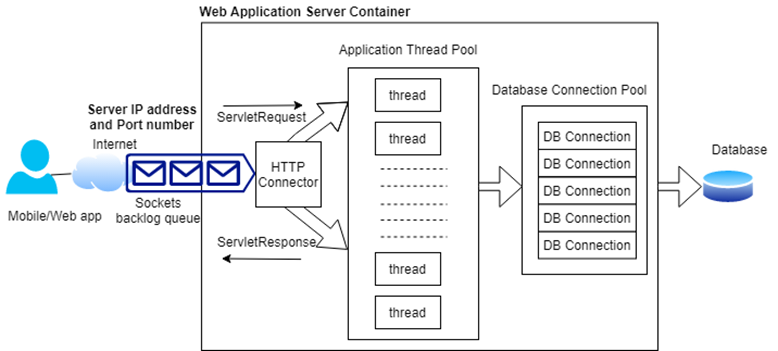 Web Application Server Container
Application Thread Pool
Database Connection Pool
Server IP address
and Port number
Internet
Mobile/Web app
Sockets
backlog queue
ServletRequest
HTTP
Connector
ServletResponse
thread
thread
thread
thread
DB Connection
DB Connection
DB Connection
DB Connection
DB Connection
Database